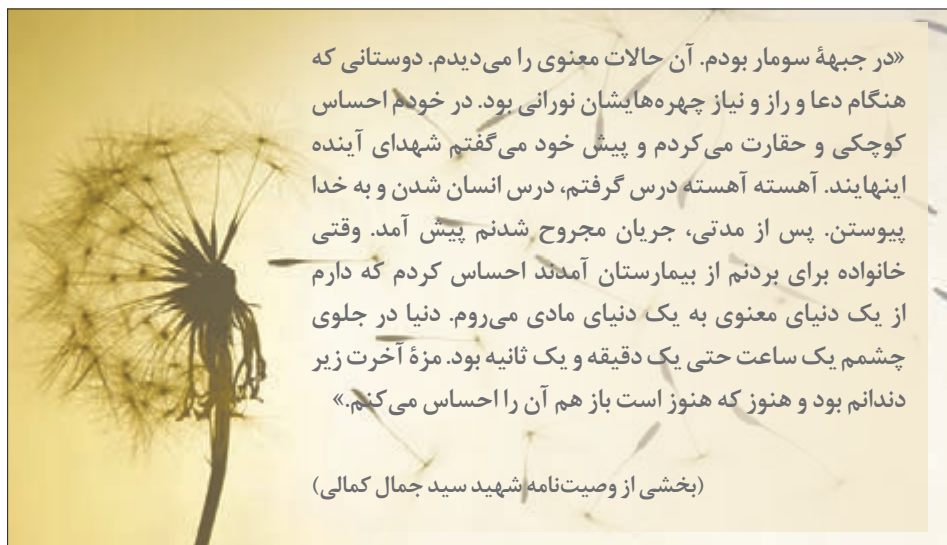 «در جبههٔ سومار بودم. آن حالات معنوی را می‌دیدم. دوستانی که
هنگام دعا و راز و نیاز چهره‌هایشان نورانی بود. در خودم احساس
کوچکی و حقارت می‌کردم و پیش خود می‌گفتم شهدای آینده
اینهایند. آهسته آهسته درس گرفتم، درس انسان شدن و به خدا
پیوستن. پس از مدتی، جریان مجروح شدنم پیش آمد. وقتی
خانواده برای بردنم از بیمارستان آمدند احساس کردم که دارم
از یک دنیای معنوی به یک دنیای مادی می‌روم. دنیا در جلوی
چشمم یک ساعت حتی یک دقیقه و یک ثانیه بود. مزهٔ آخرت زیر
دندانم بود و هنوز که هنوز است باز هم آن را احساس می‌کنم.»
(بخشی از وصیت‌نامه شهید سید جمال کمالی)